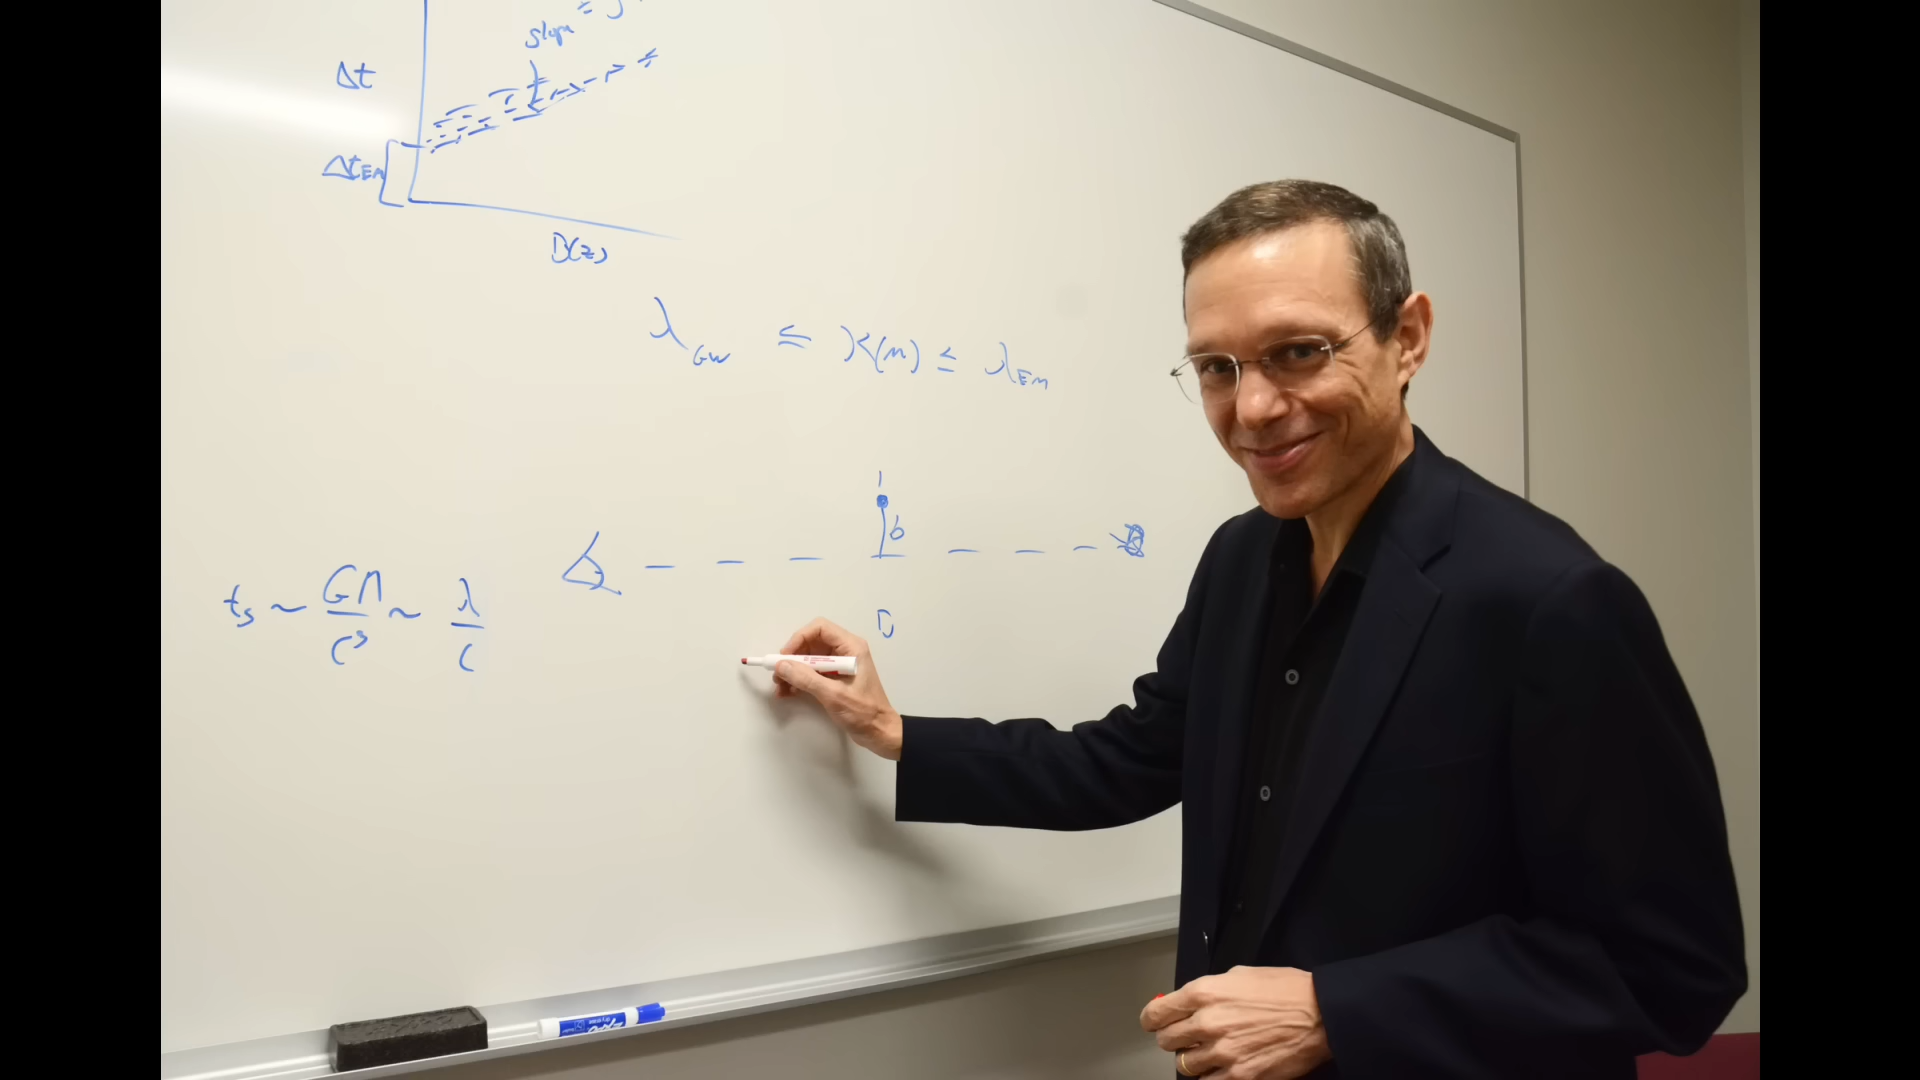 slope =
Δt
Δt_EM
D(z)
λ_GW ≤ (m) ≤ λ_EM
b
t_s ~ GM/c³ ~ λ/c
D